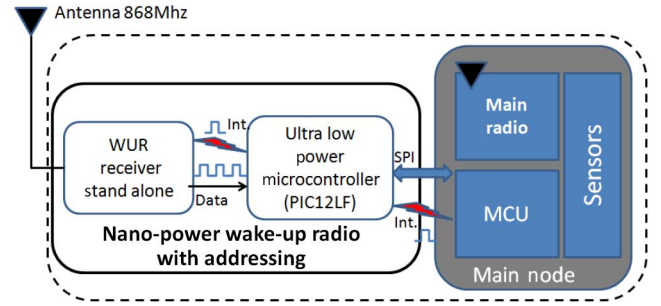 Antenna 868Mhz
WUR
receiver
stand alone
Int.
Data
Ultra low
power
microcontroller
(PIC12LF)
SPI
Int.
Nano-power wake-up radio
with addressing
Main
radio
MCU
Sensors
Main node